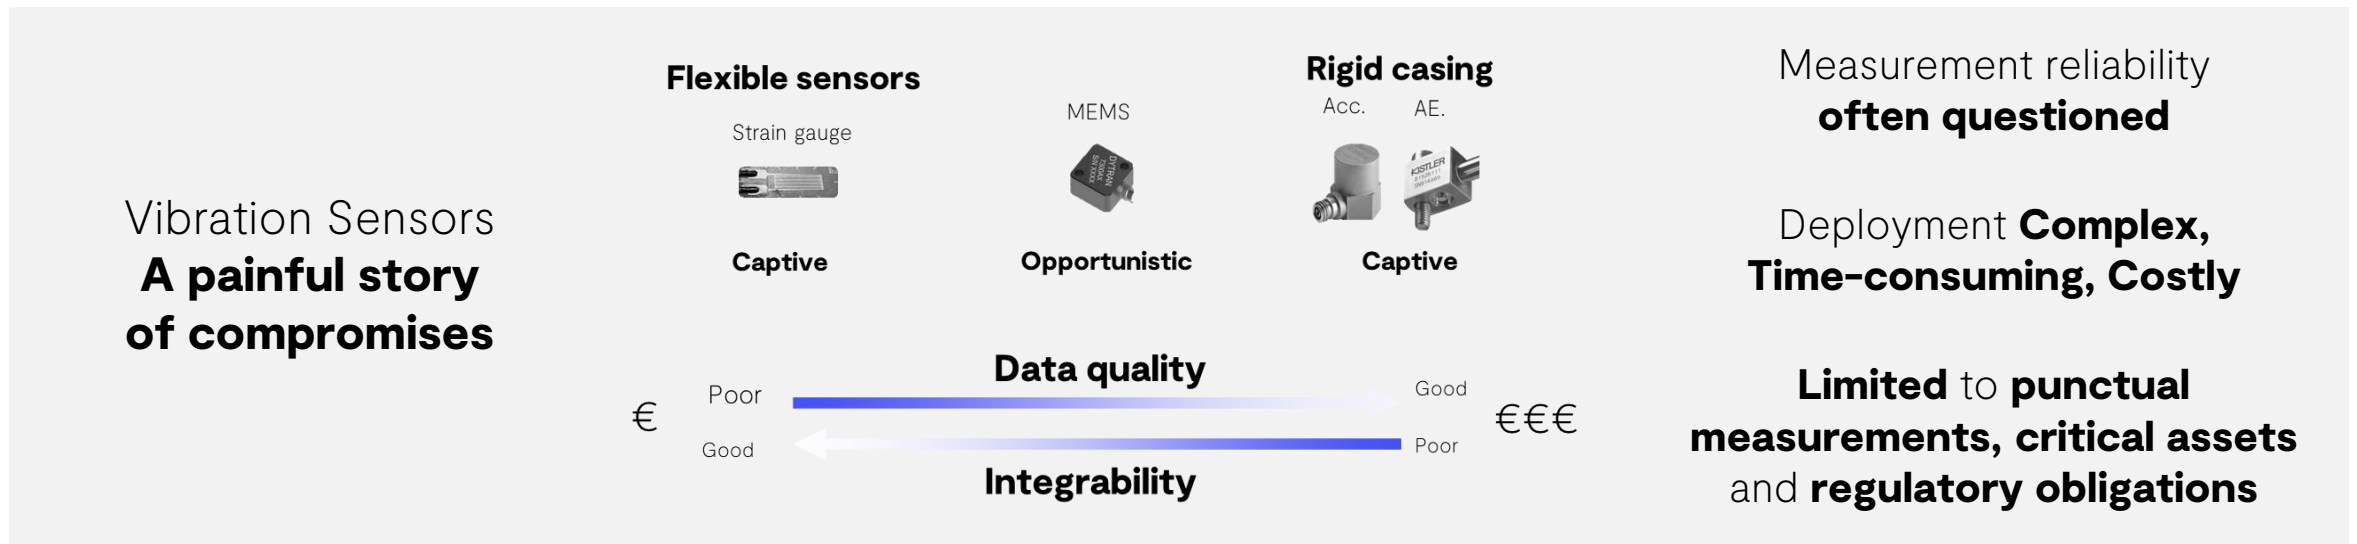 Vibration Sensors
A painful story
of compromises
Flexible sensors
Strain gauge
Captive
MEMS
DYTRAN
Opportunistic
Rigid casing
Acc.
AE.
KISTLER
Captive
Data quality
Poor
Good
€
€€€
Good
Poor
Integrability
Measurement reliability
often questioned
Deployment Complex,
Time-consuming, Costly
Limited to punctual
measurements, critical assets
and regulatory obligations